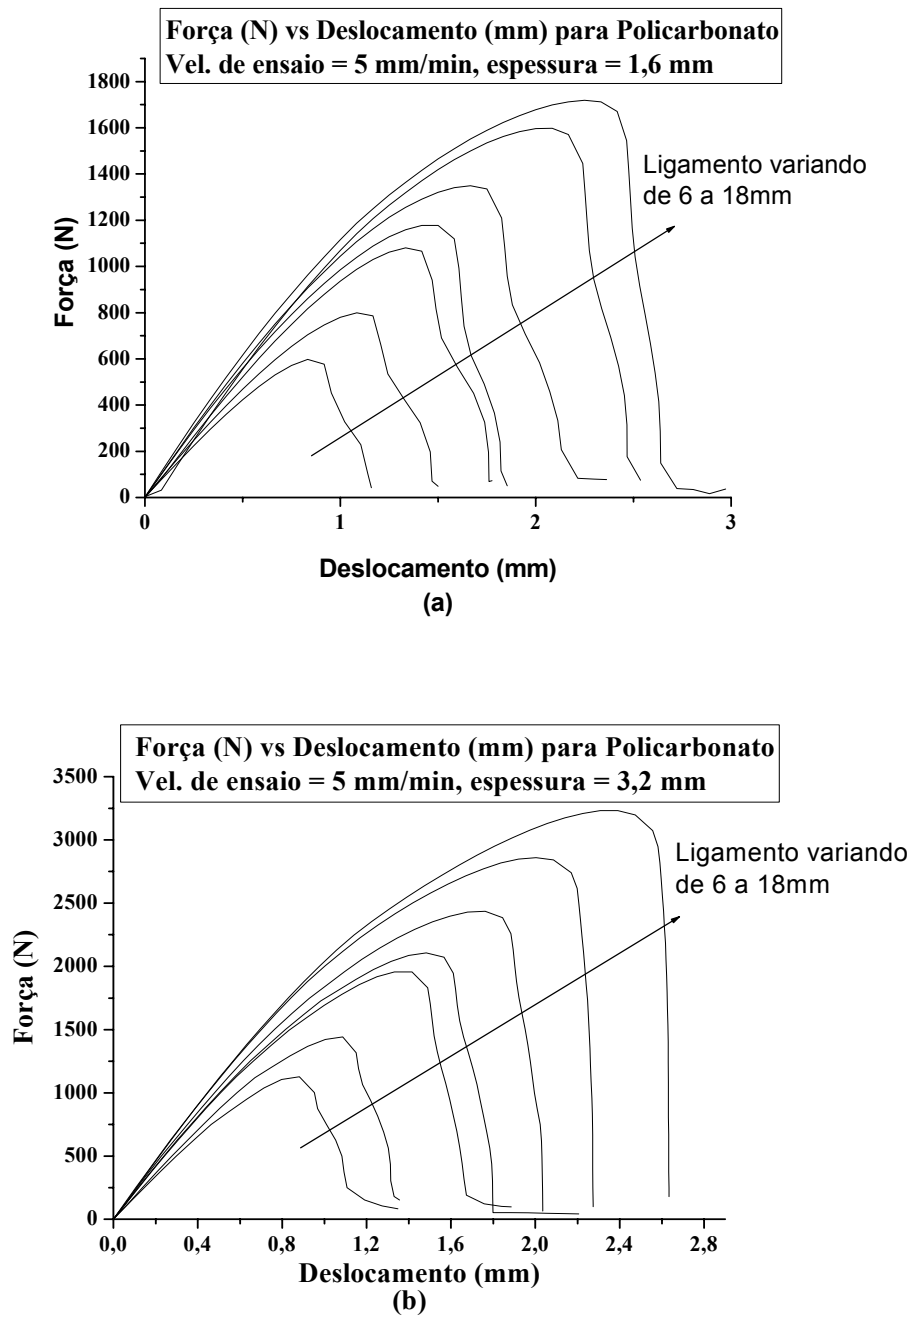 Força (N) vs Deslocamento (mm) para Policarbonato
Vel. de ensaio = 5 mm/min, espessura = 1,6 mm
1800
1600
1400
1200
1000
800
600
400
200
0
Força (N)
Ligamento variando
de 6 a 18mm
0 1 2 3
Deslocamento (mm)
(a)
Força (N) vs Deslocamento (mm) para Policarbonato
Vel. de ensaio = 5 mm/min, espessura = 3,2 mm
3500
3000
2500
2000
1500
1000
500
0
Força (N)
Ligamento variando
de 6 a 18mm
0,0 0,4 0,8 1,2 1,6 2,0 2,4 2,8
Deslocamento (mm)
(b)